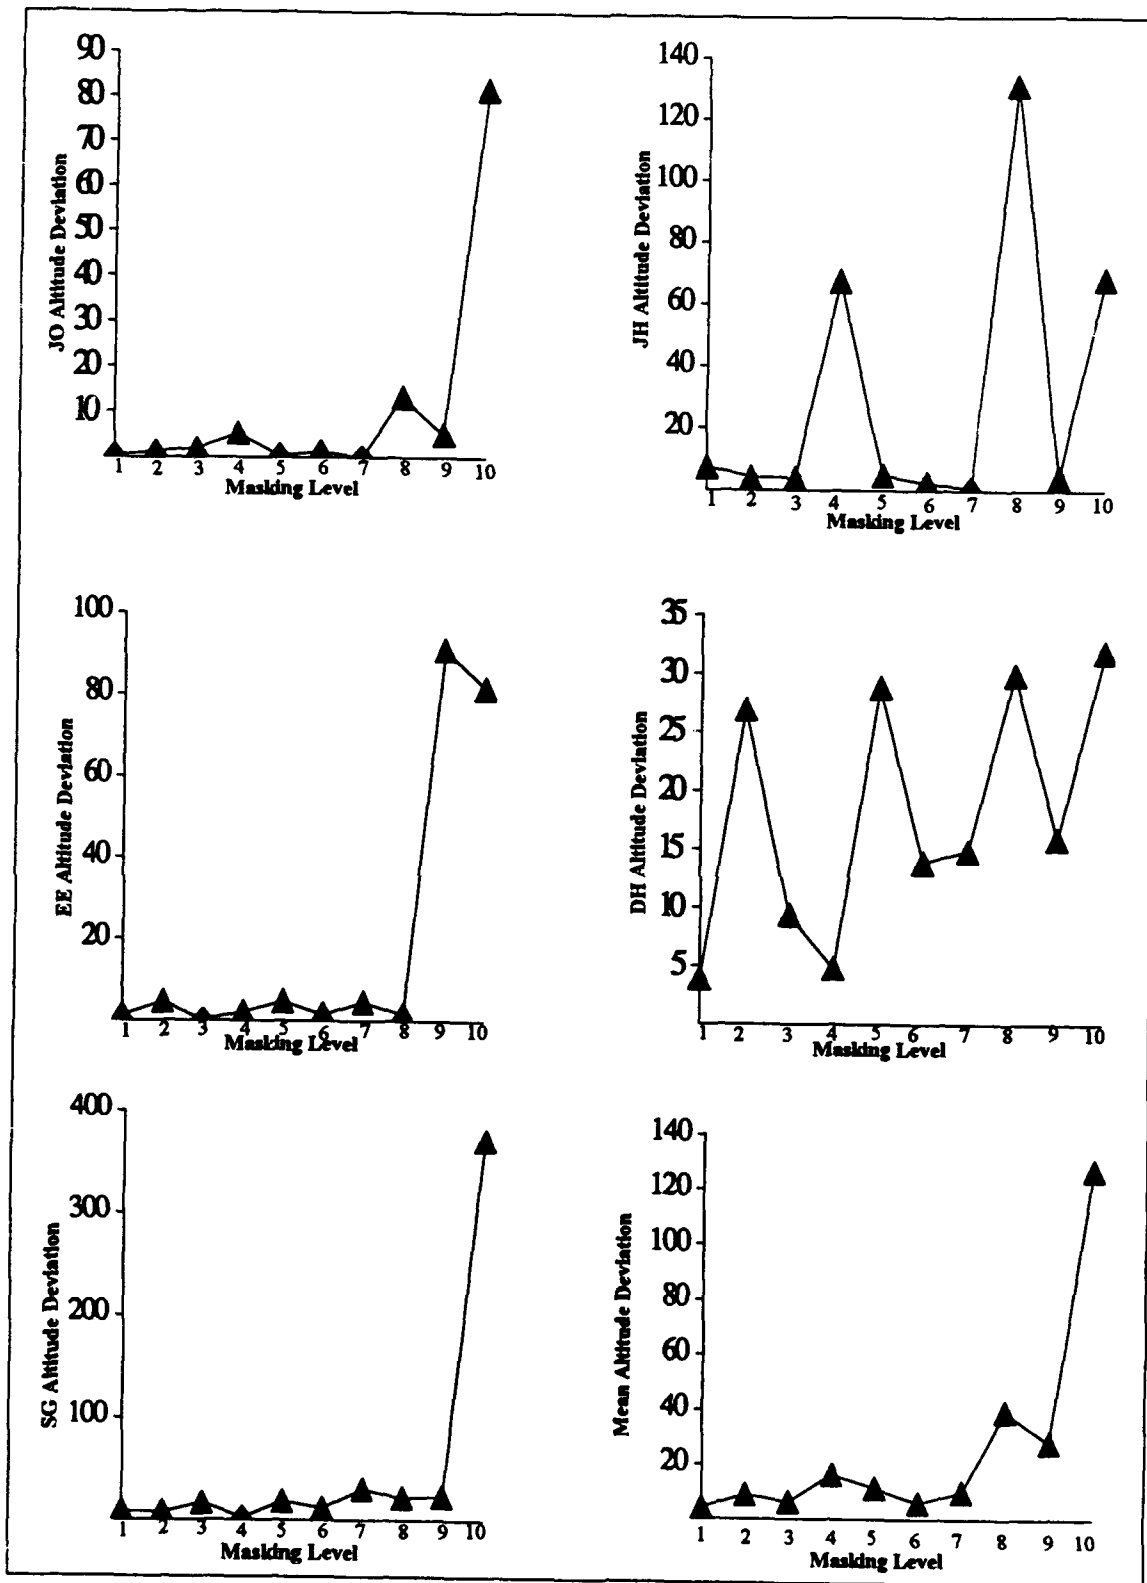 90
80
70
60
50
40
30
20
10
JO Altitude Deviation
1 2 3 4 5 6 7 8 9 10
Masking Level
140
120
100
80
60
40
20
JH Altitude Deviation
1 2 3 4 5 6 7 8 9 10
Masking Level
100
80
60
40
20
EE Altitude Deviation
1 2 3 4 5 6 7 8 9 10
Masking Level
35
30
25
20
15
10
5
DH Altitude Deviation
1 2 3 4 5 6 7 8 9 10
Masking Level
400
300
200
100
SG Altitude Deviation
1 2 3 4 5 6 7 8 9 10
Masking Level
140
120
100
80
60
40
20
Mean Altitude Deviation
1 2 3 4 5 6 7 8 9 10
Masking Level